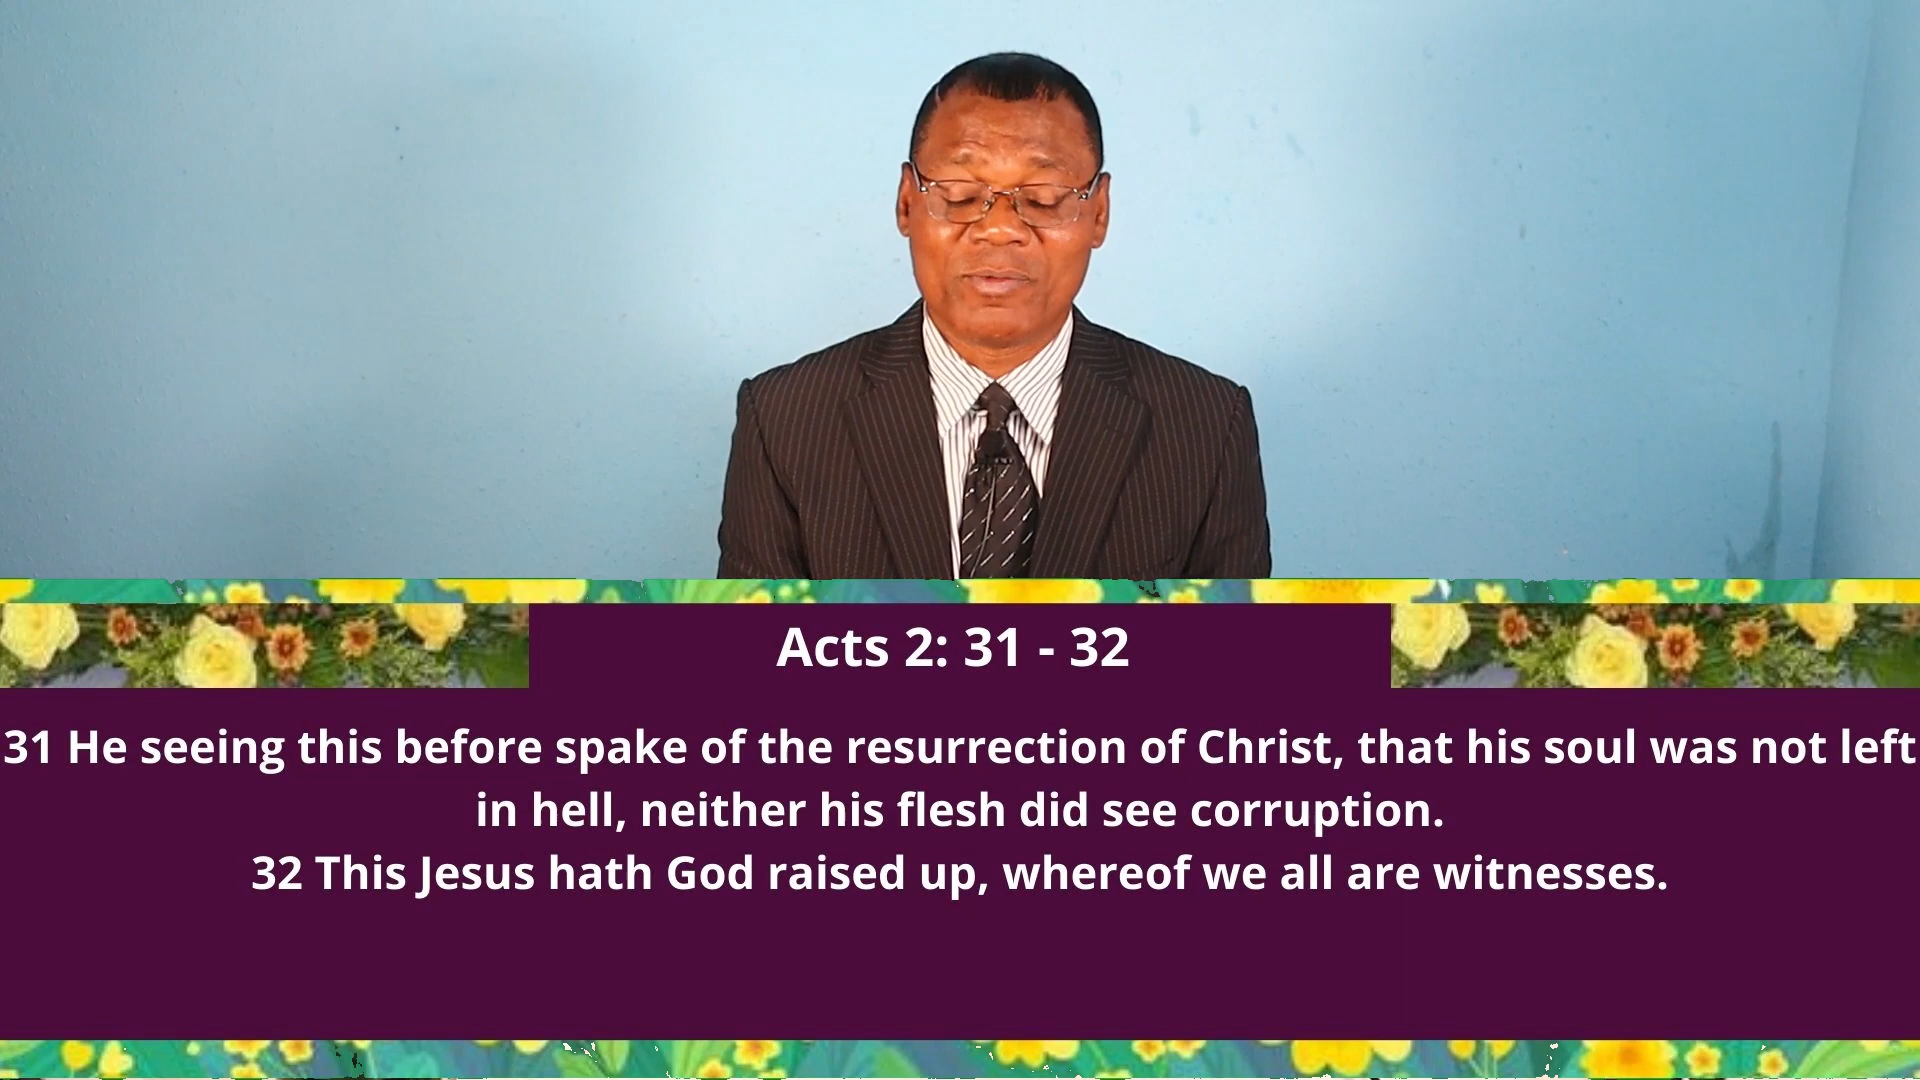 Acts 2: 31 - 32
31 He seeing this before spake of the resurrection of Christ, that his soul was not left
in hell, neither his flesh did see corruption.
32 This Jesus hath God raised up, whereof we all are witnesses.